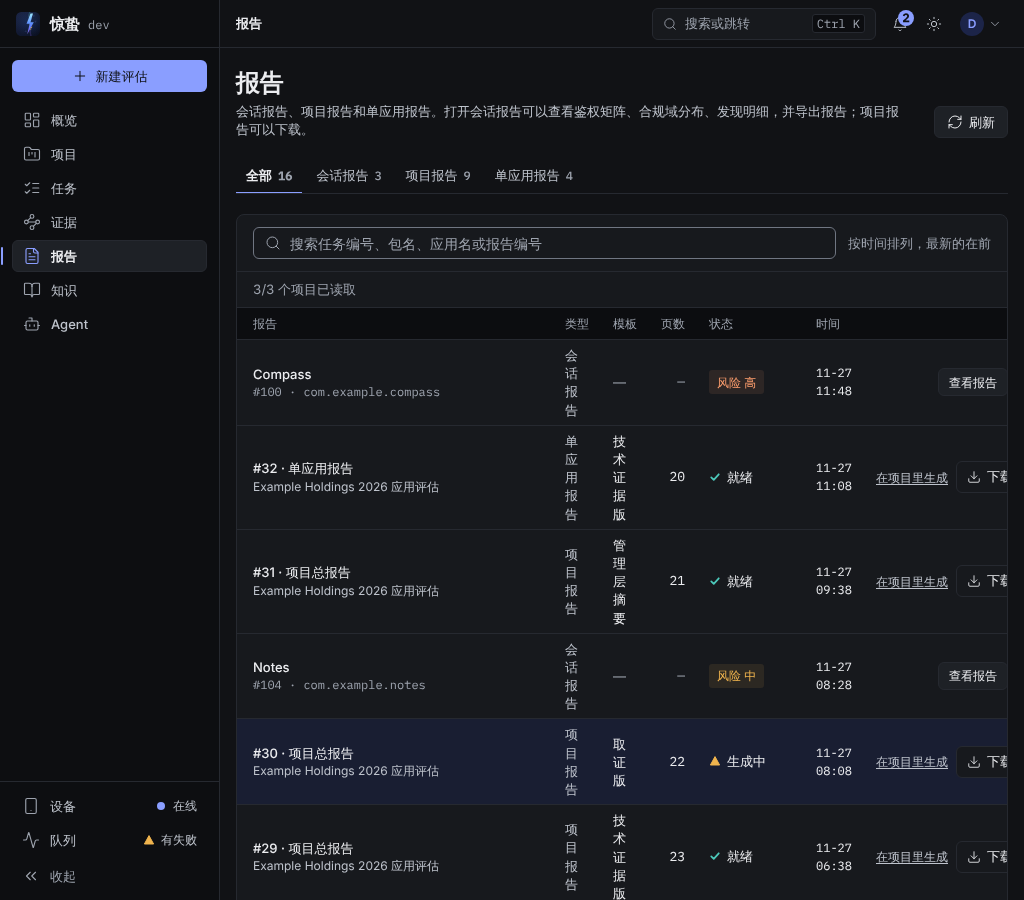 惊蛰 dev
报告
搜索或跳转 Ctrl K
2
D
新建评估
概览
项目
任务
证据
报告
知识
Agent
设备 在线
队列 有失败
收起
报告
会话报告、项目报告和单应用报告。打开会话报告可以查看鉴权矩阵、合规域分布、发现明细，并导出报告；项目报
告可以下载。
刷新
全部 16 会话报告 3 项目报告 9 单应用报告 4
搜索任务编号、包名、应用名或报告编号
按时间排列，最新的在前
3/3 个项目已读取
报告 类型 模板 页数 状态 时间
Compass
#100 · com.example.compass
会
话
报
告
— — 风险 高
11-27
11:48
查看报告
#32 · 单应用报告
Example Holdings 2026 应用评估
单
应
用
报
告
技
术
证
据
版
20 就绪
11-27
11:08
在项目里生成 下载
#31 · 项目总报告
Example Holdings 2026 应用评估
项
目
报
告
管
理
层
摘
要
21 就绪
11-27
09:38
在项目里生成 下载
Notes
#104 · com.example.notes
会
话
报
告
— — 风险 中
11-27
08:28
查看报告
#30 · 项目总报告
Example Holdings 2026 应用评估
项
目
报
告
取
证
版
22 生成中
11-27
08:08
在项目里生成 下载
#29 · 项目总报告
Example Holdings 2026 应用评估
项
目
报
告
技
术
证
据
版
23 就绪
11-27
06:38
在项目里生成 下载